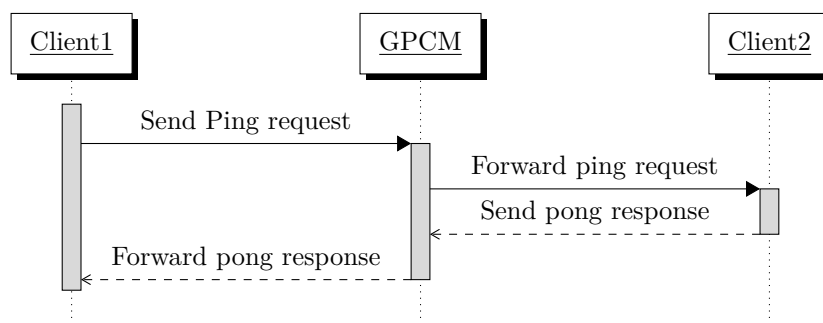 Client1
GPCM
Client2
Send Ping request
Forward ping request
Send pong response
Forward pong response